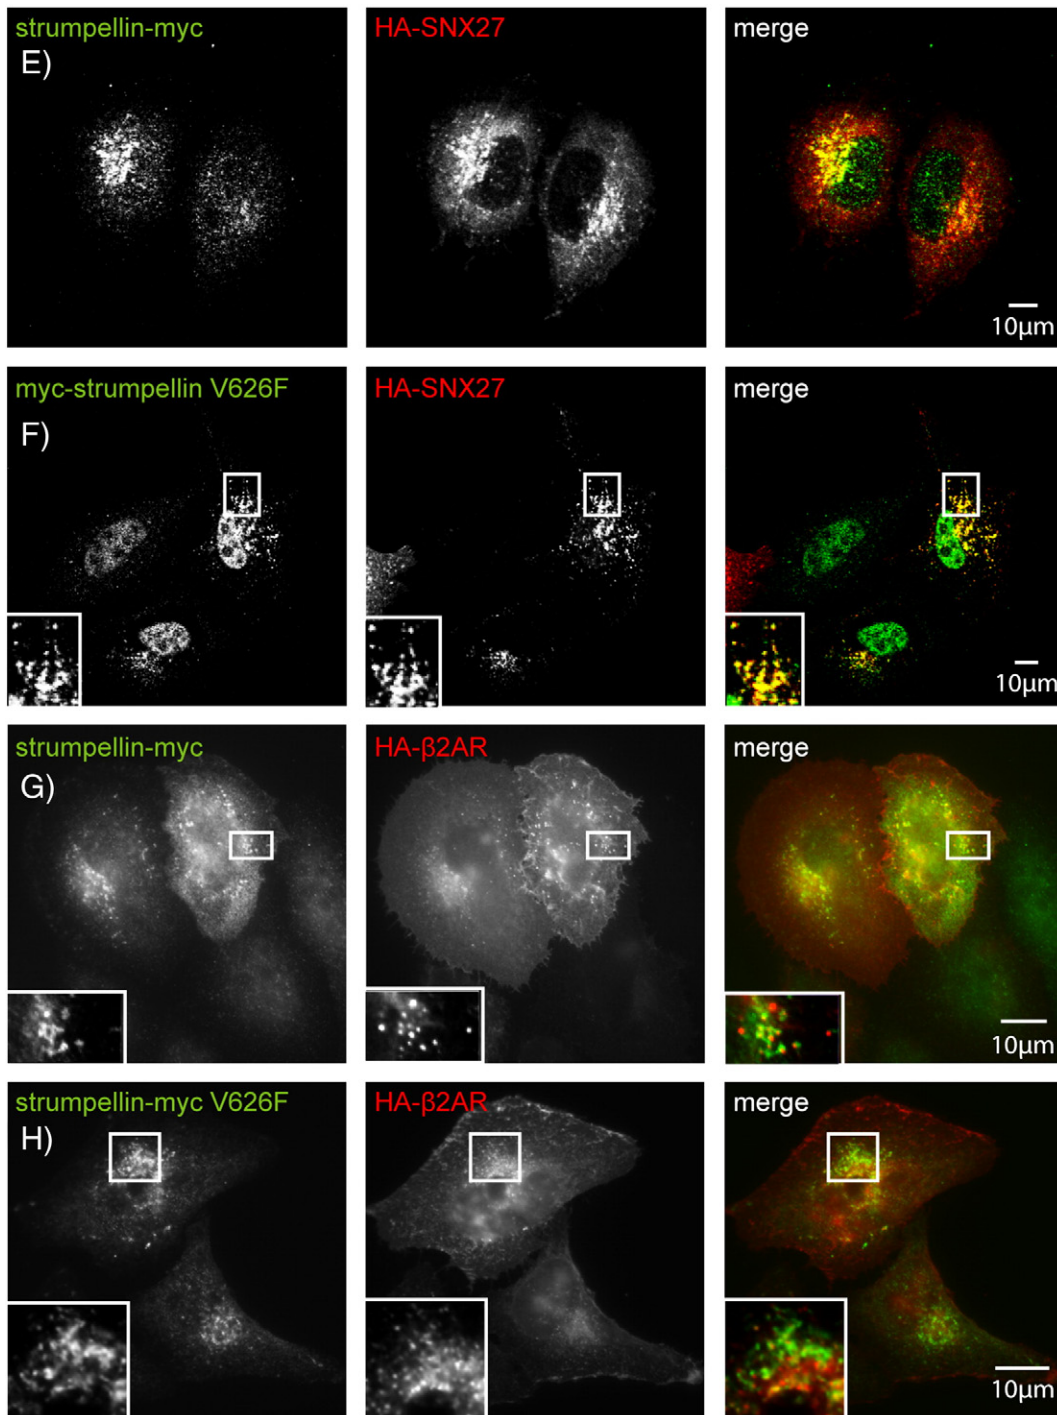 strumpellin-myc HA-SNX27 merge
E)
10µm
myc-strumpellin V626F HA-SNX27 merge
F)
10µm
strumpellin-myc HA-β2AR merge
G)
10µm
strumpellin-myc V626F HA-β2AR merge
H)
10µm